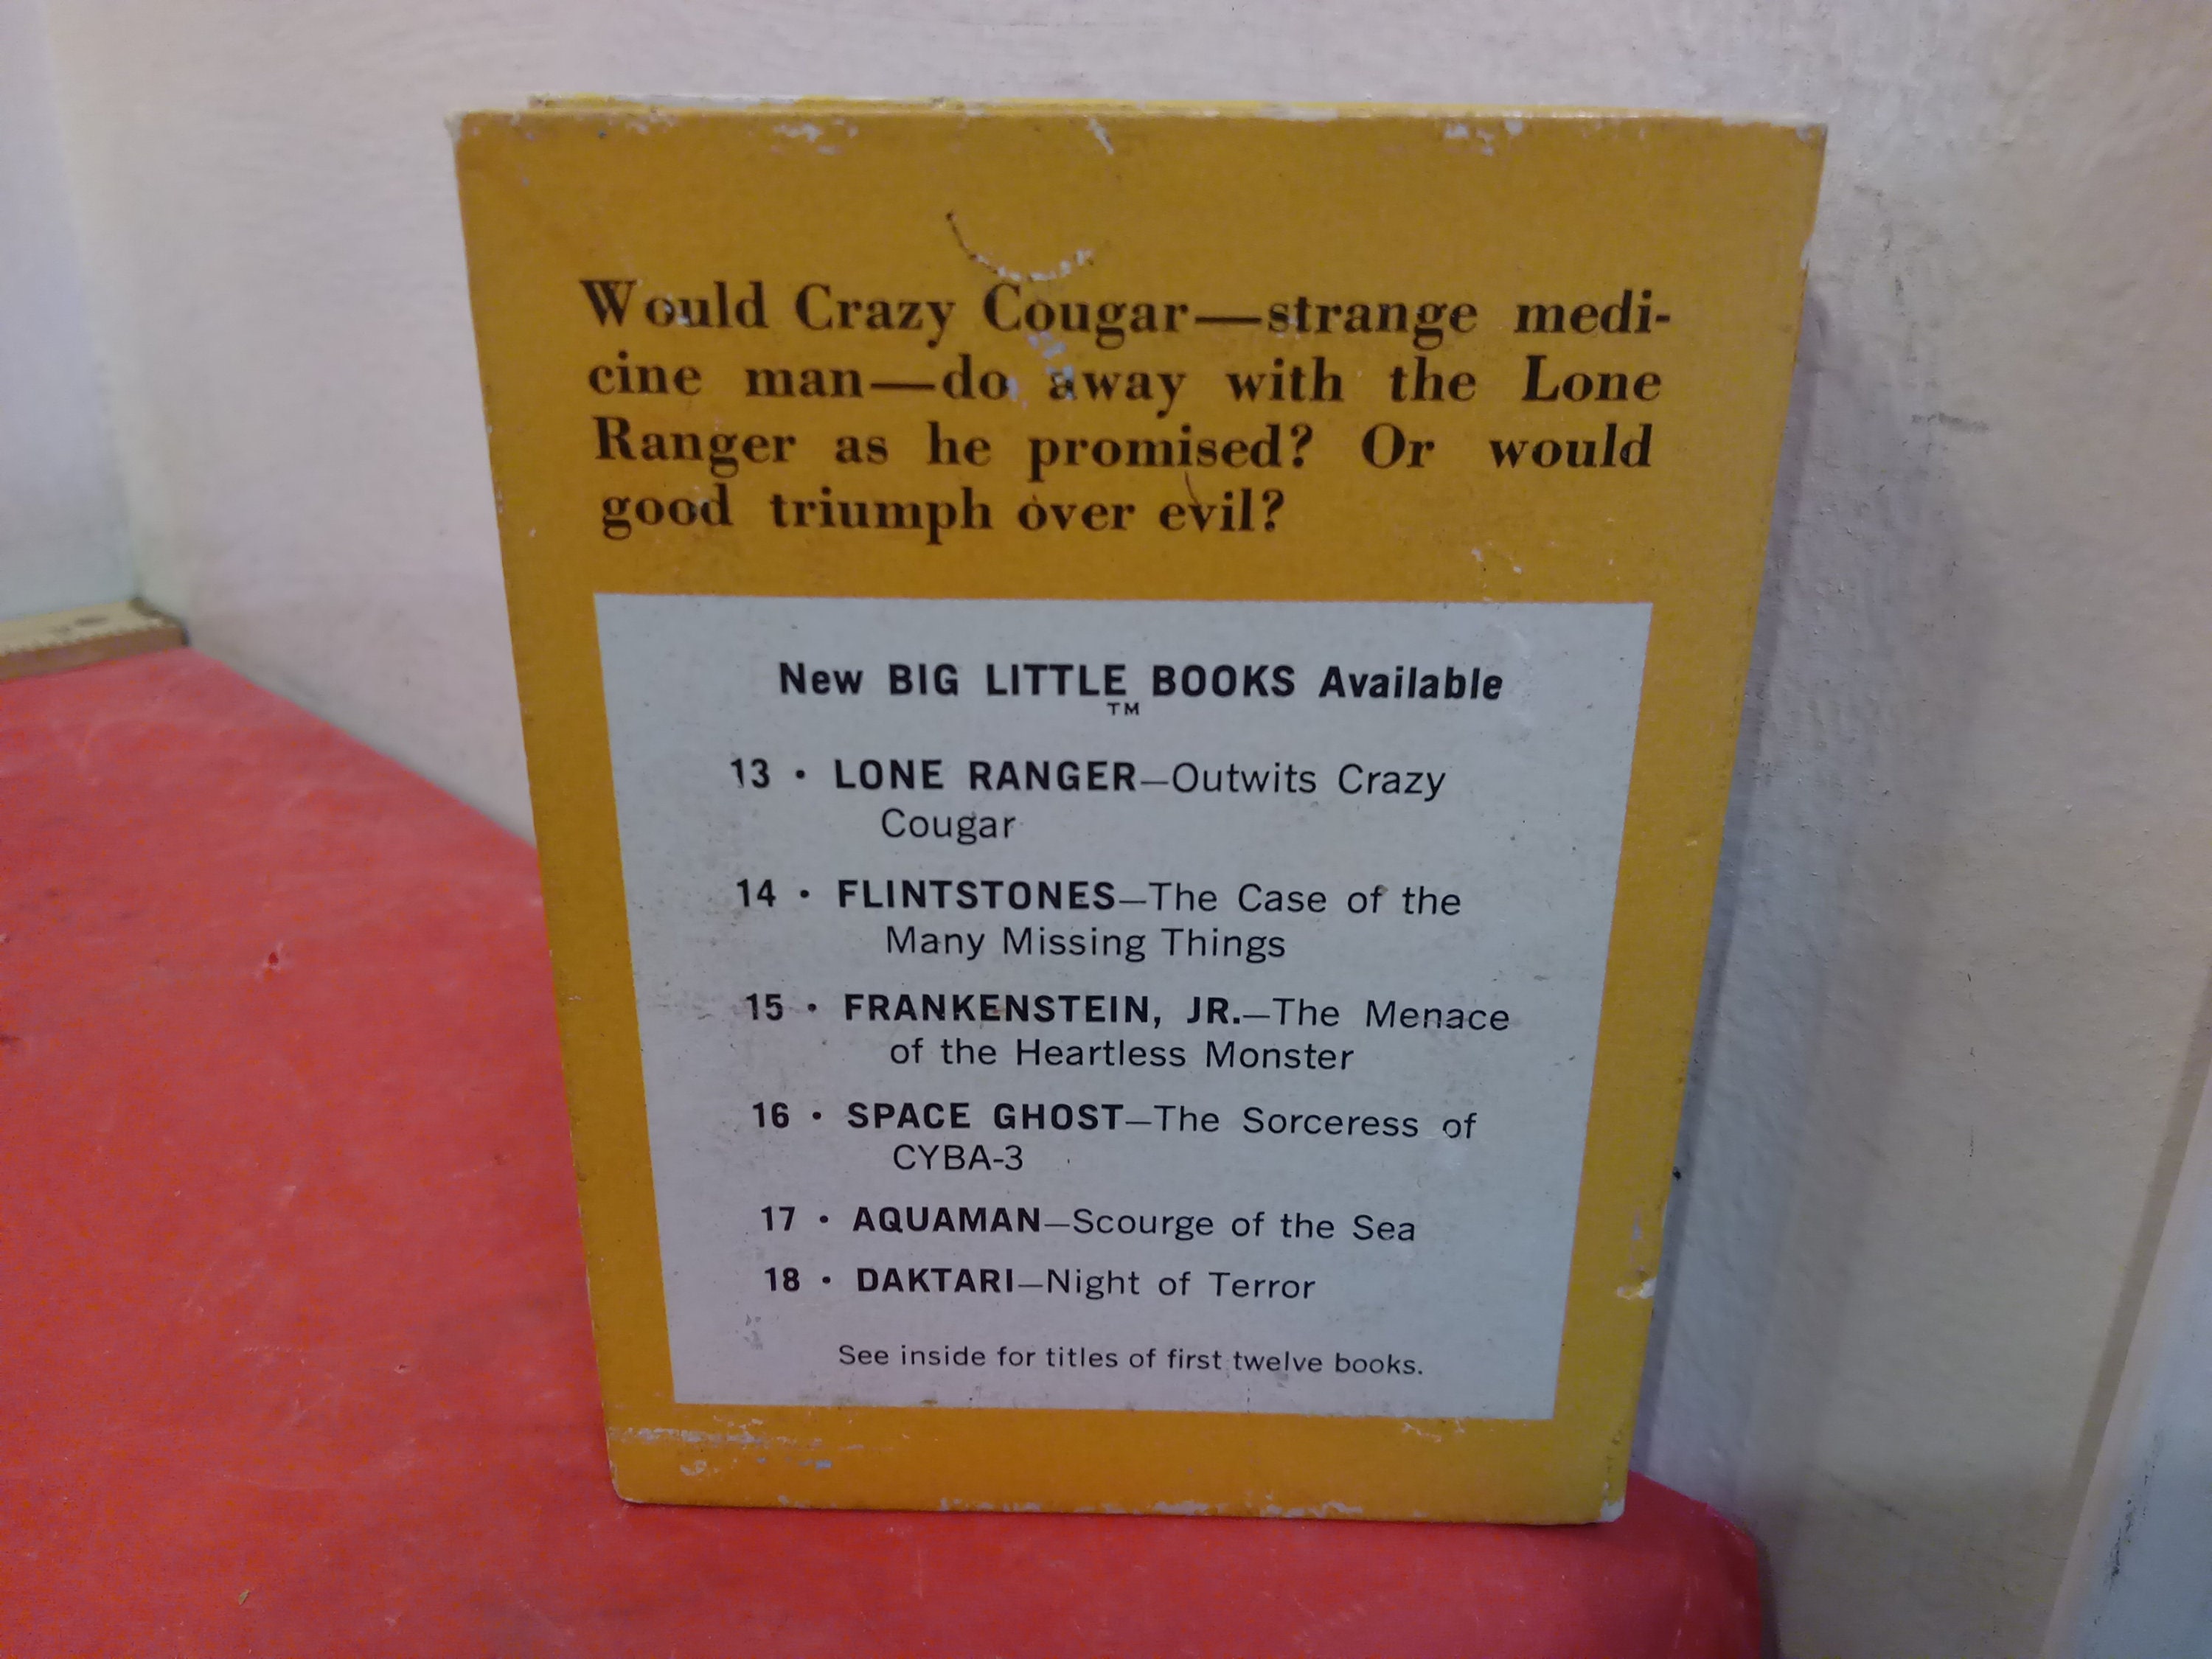 Would Crazy Cougar—strange medi-
cine man—do away with the Lone
Ranger as he promised? Or would
good triumph over evil?
New BIG LITTLE BOOKS Available
TM
13 • LONE RANGER—Outwits Crazy
Cougar
14 • FLINTSTONES—The Case of the
Many Missing Things
15 • FRANKENSTEIN, JR.—The Menace
of the Heartless Monster
16 • SPACE GHOST—The Sorceress of
CYBA-3
17 • AQUAMAN—Scourge of the Sea
18 • DAKTARI—Night of Terror
See inside for titles of first twelve books.